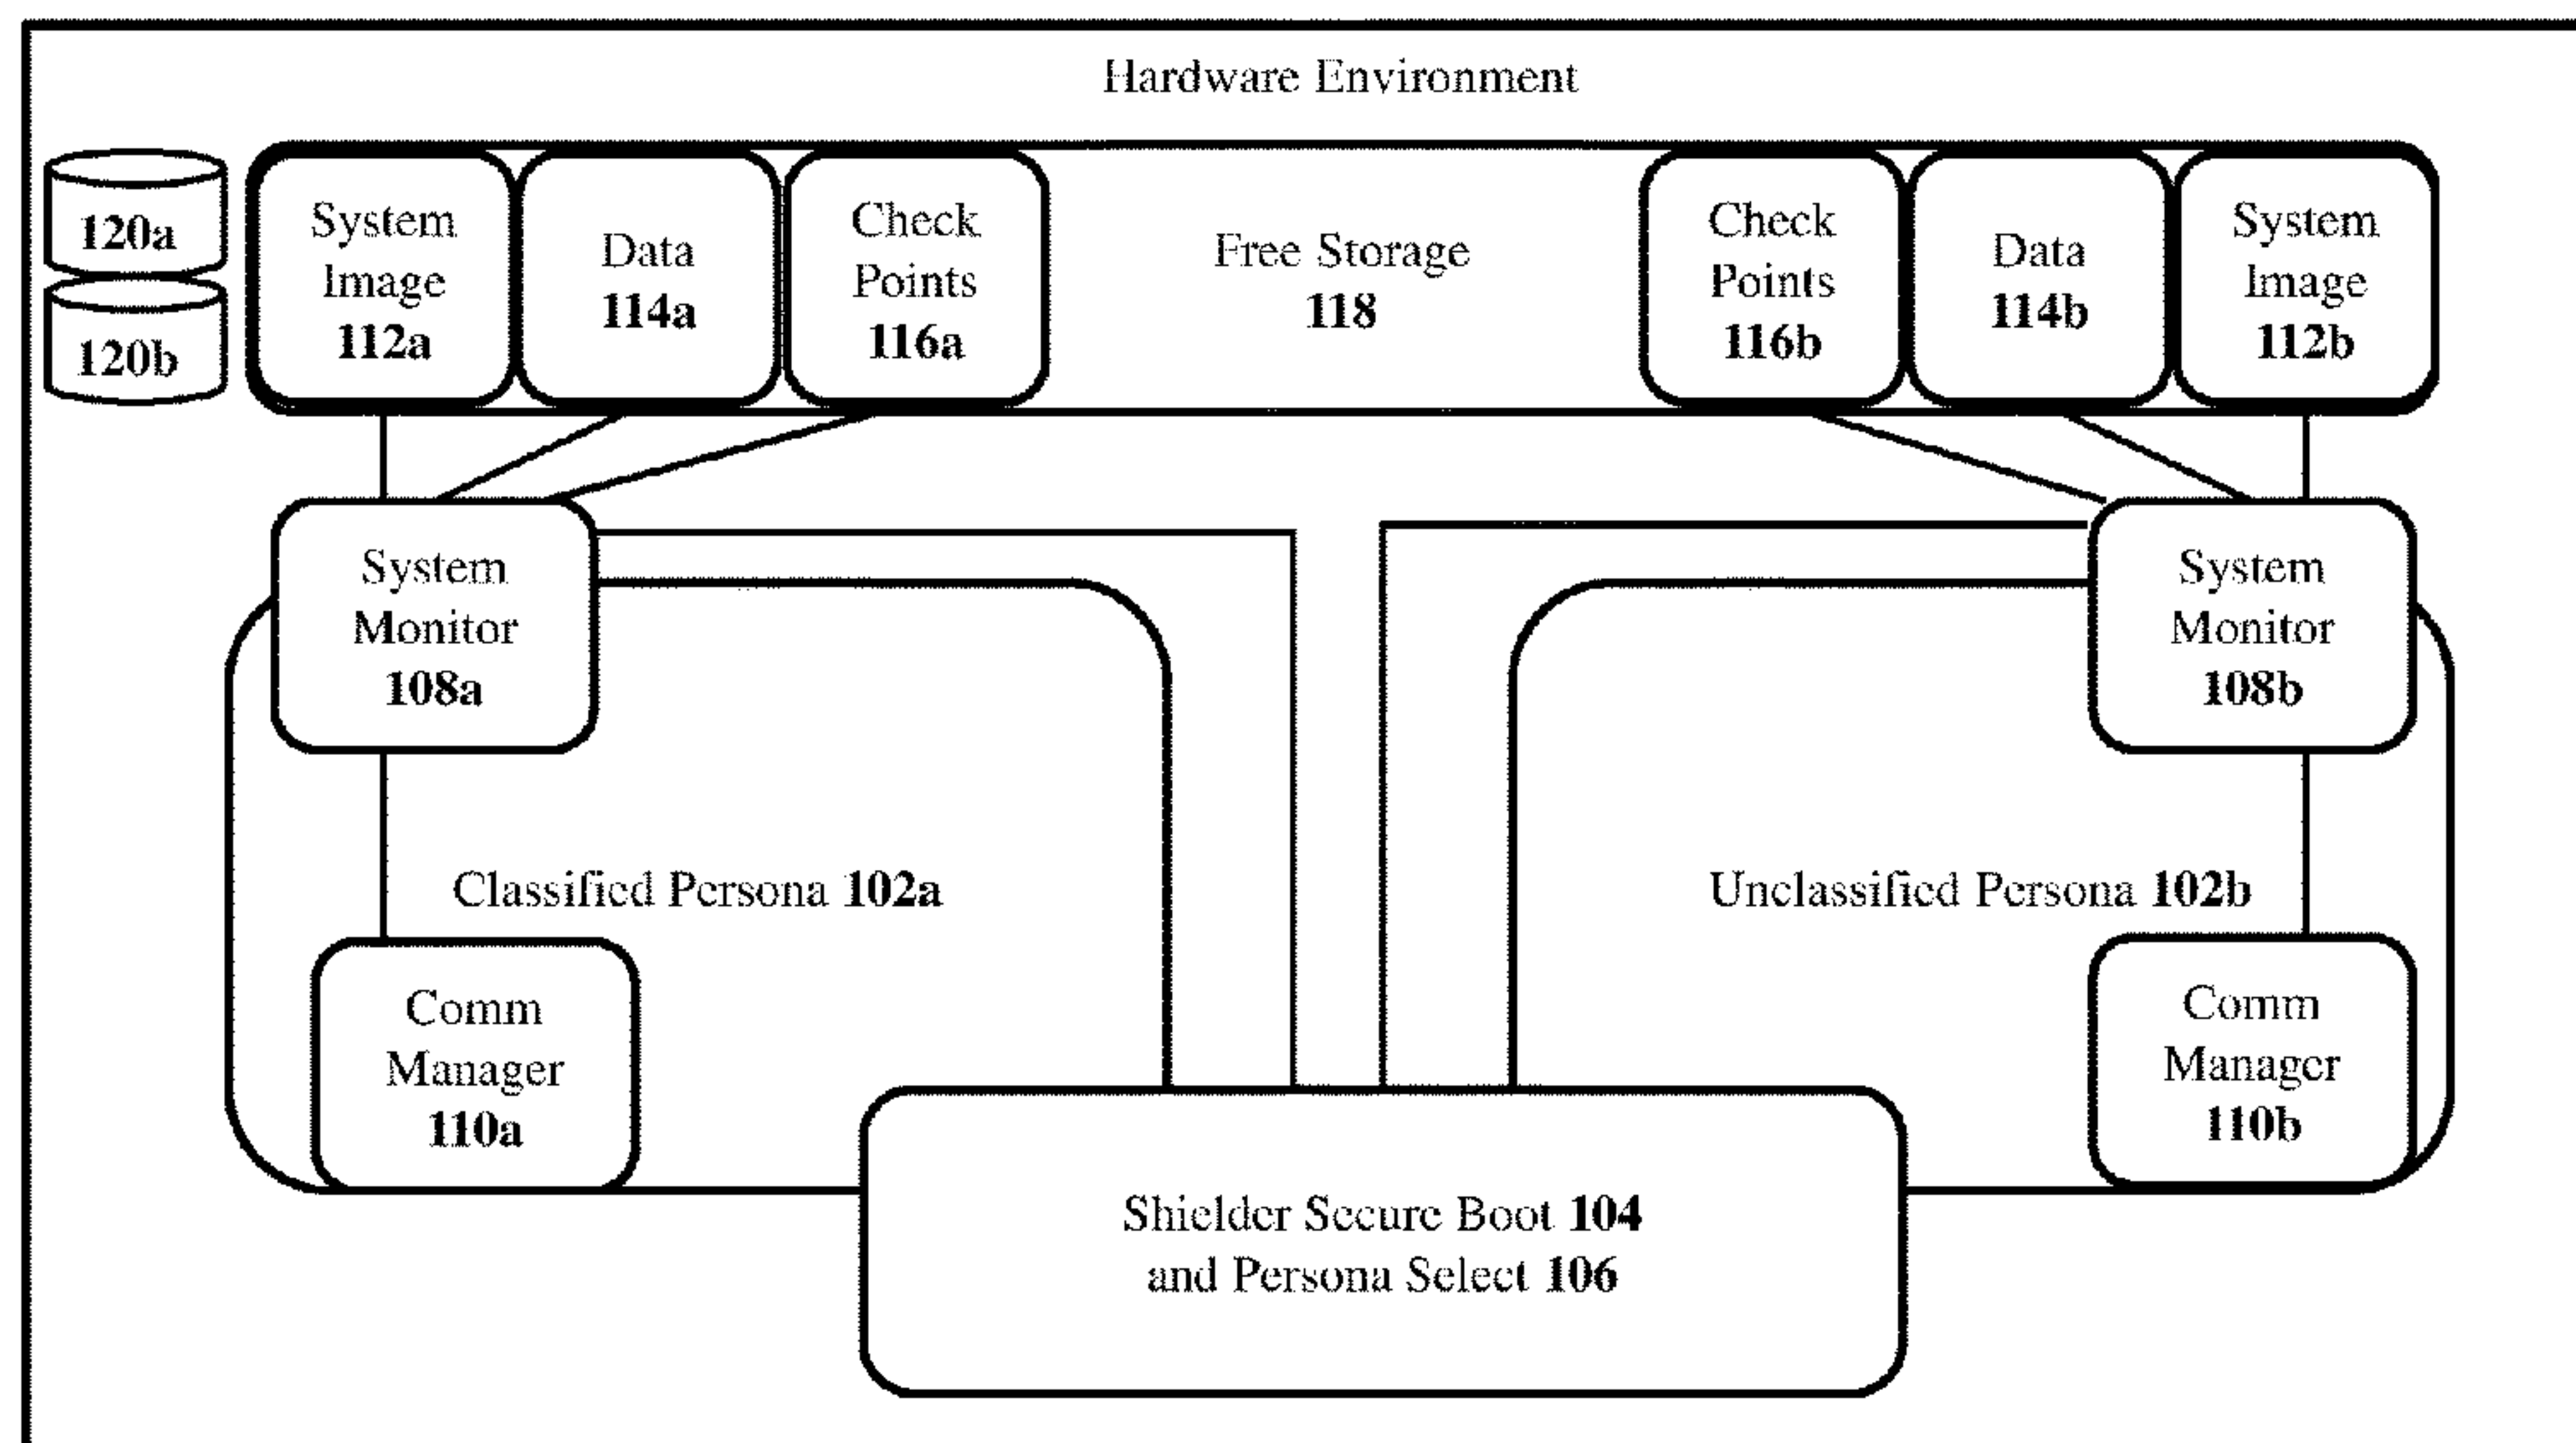 Hardware Environment
120a
120b
System
Image
112a
Data
114a
Check
Points
116a
Free Storage
118
Check
Points
116b
Data
114b
System
Image
112b
System
Monitor
108a
System
Monitor
108b
Classified Persona 102a
Unclassified Persona 102b
Comm
Manager
110a
Comm
Manager
110b
Shielder Secure Boot 104
and Persona Select 106